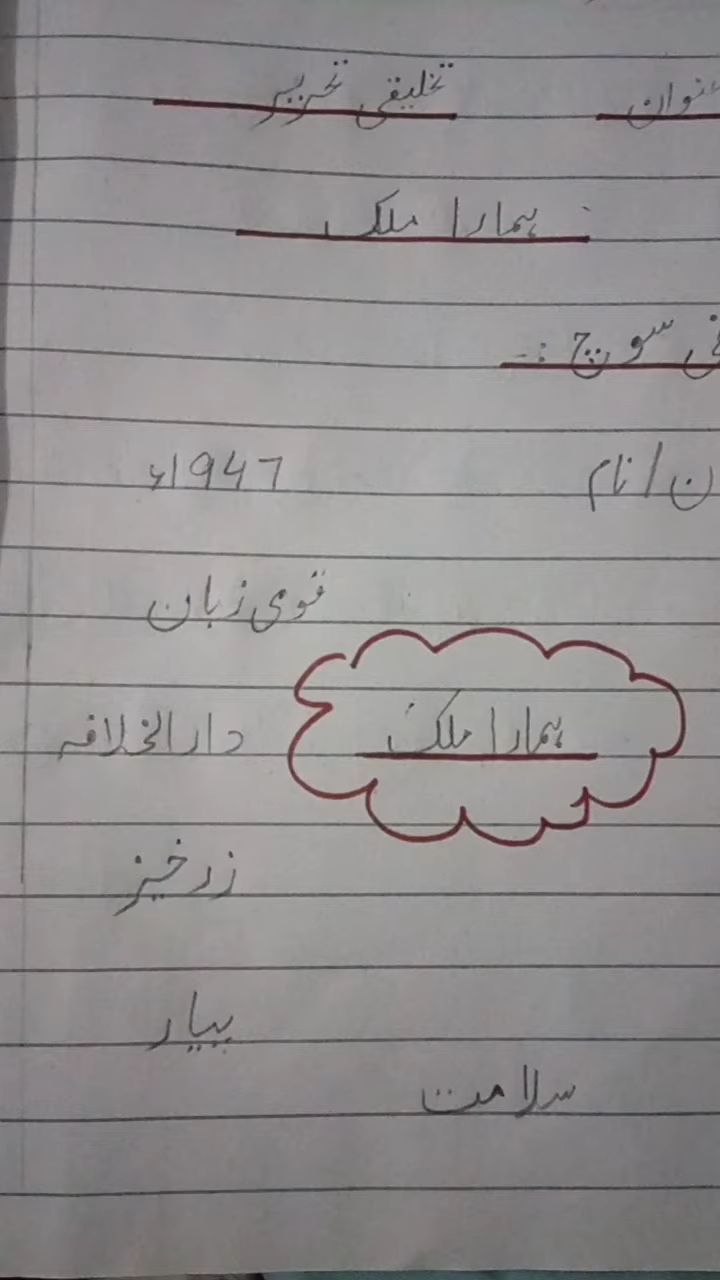 عنوان تخلیقی تحریر
ہمارا ملک
سوچ :-
نام / ۱۹۴۷ء
قومی زبان
ہمارا ملک دارالخلافہ
زرخیز
پیار
سلامت